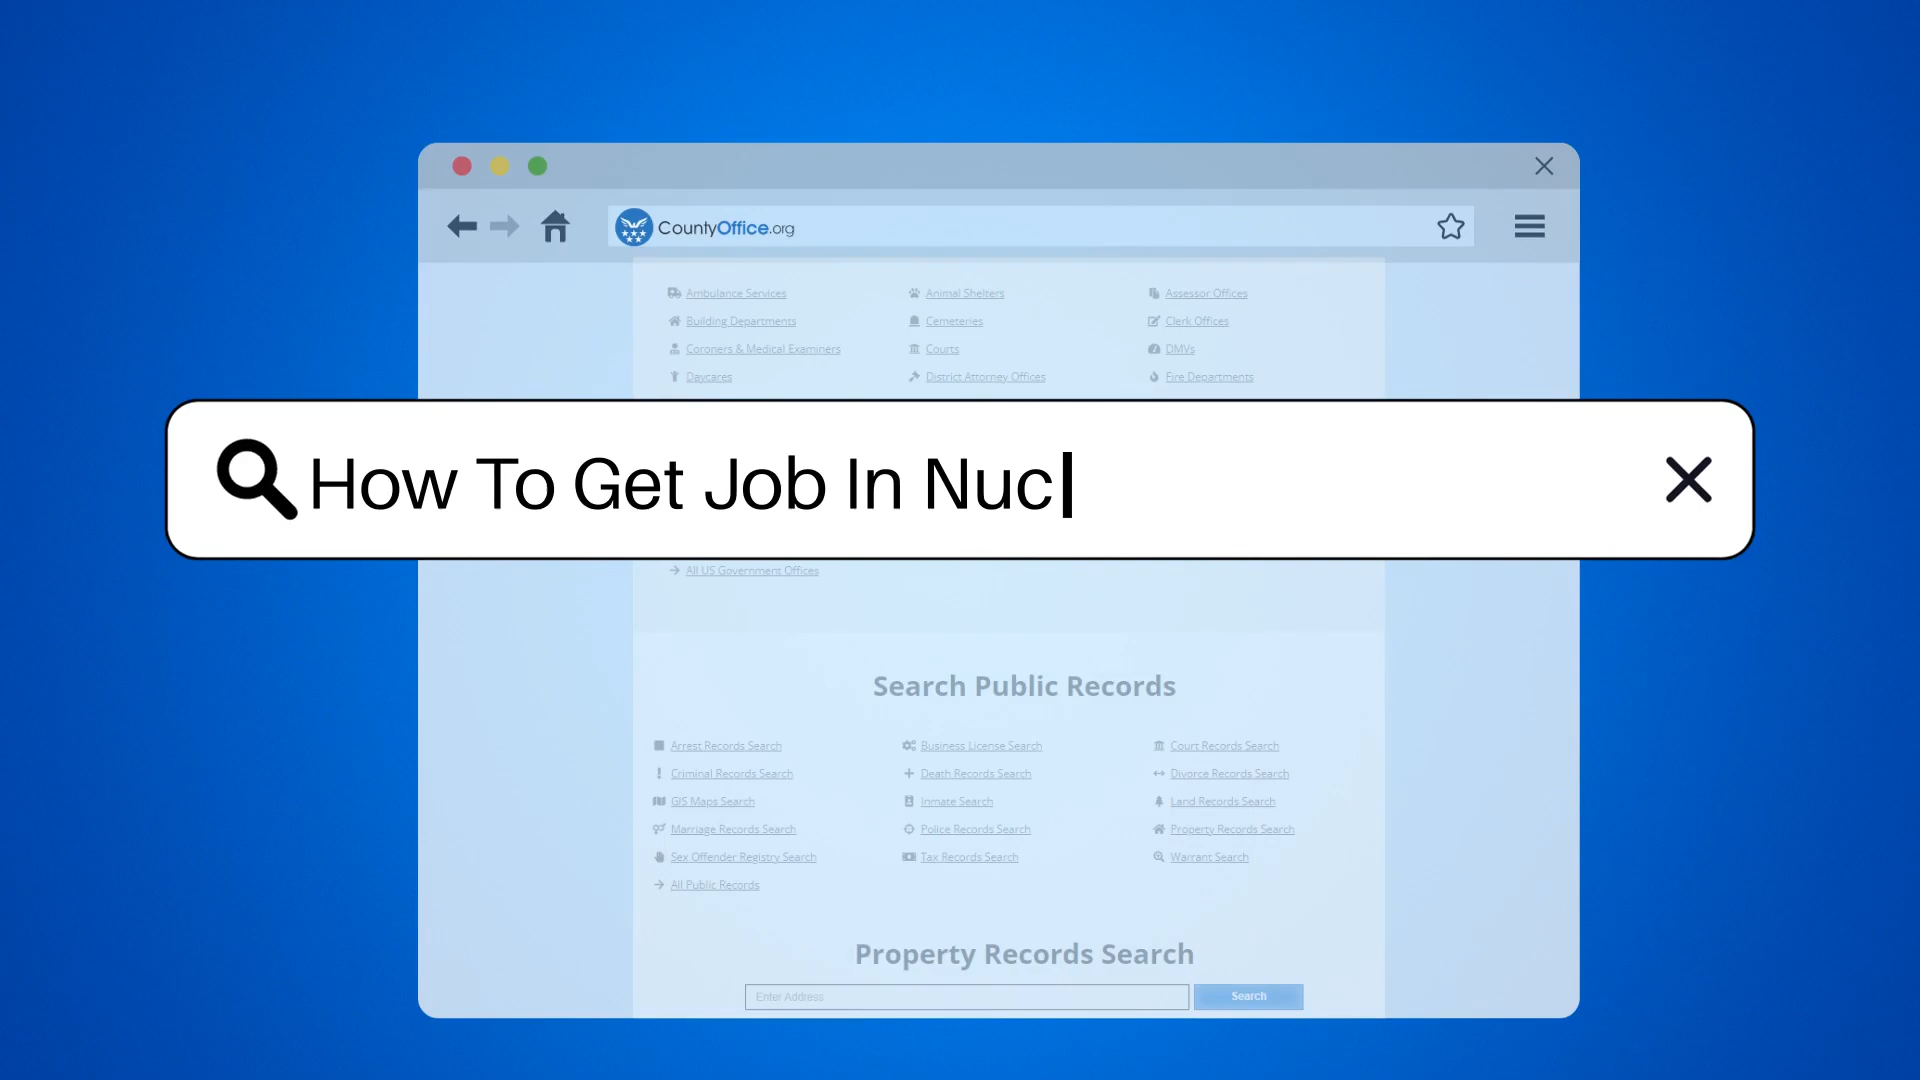 CountyOffice.org
Ambulance Services Animal Shelters Assessor Offices
Building Departments Cemeteries Clerk Offices
Coroners & Medical Examiners Courts DMVs
Daycares District Attorney Offices Fire Departments
How To Get Job In Nuc
All US Government Offices
Search Public Records
Arrest Records Search Business License Search Court Records Search
Criminal Records Search Death Records Search Divorce Records Search
GIS Maps Search Inmate Search Land Records Search
Marriage Records Search Police Records Search Property Records Search
Sex Offender Registry Search Tax Records Search Warrant Search
All Public Records
Property Records Search
Enter Address Search